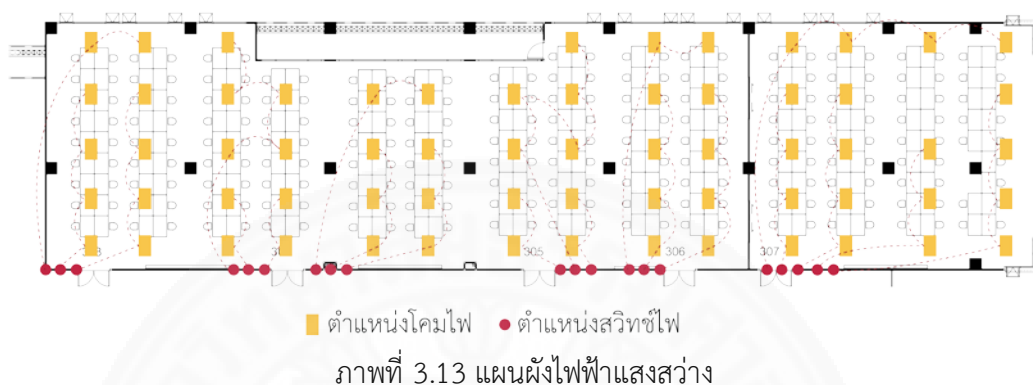 305
306
307
ตำแหน่งโคมไฟ
ตำแหน่งสวิทช์ไฟ
ภาพที่ 3.13 แผนผังไฟฟ้าแสงสว่าง